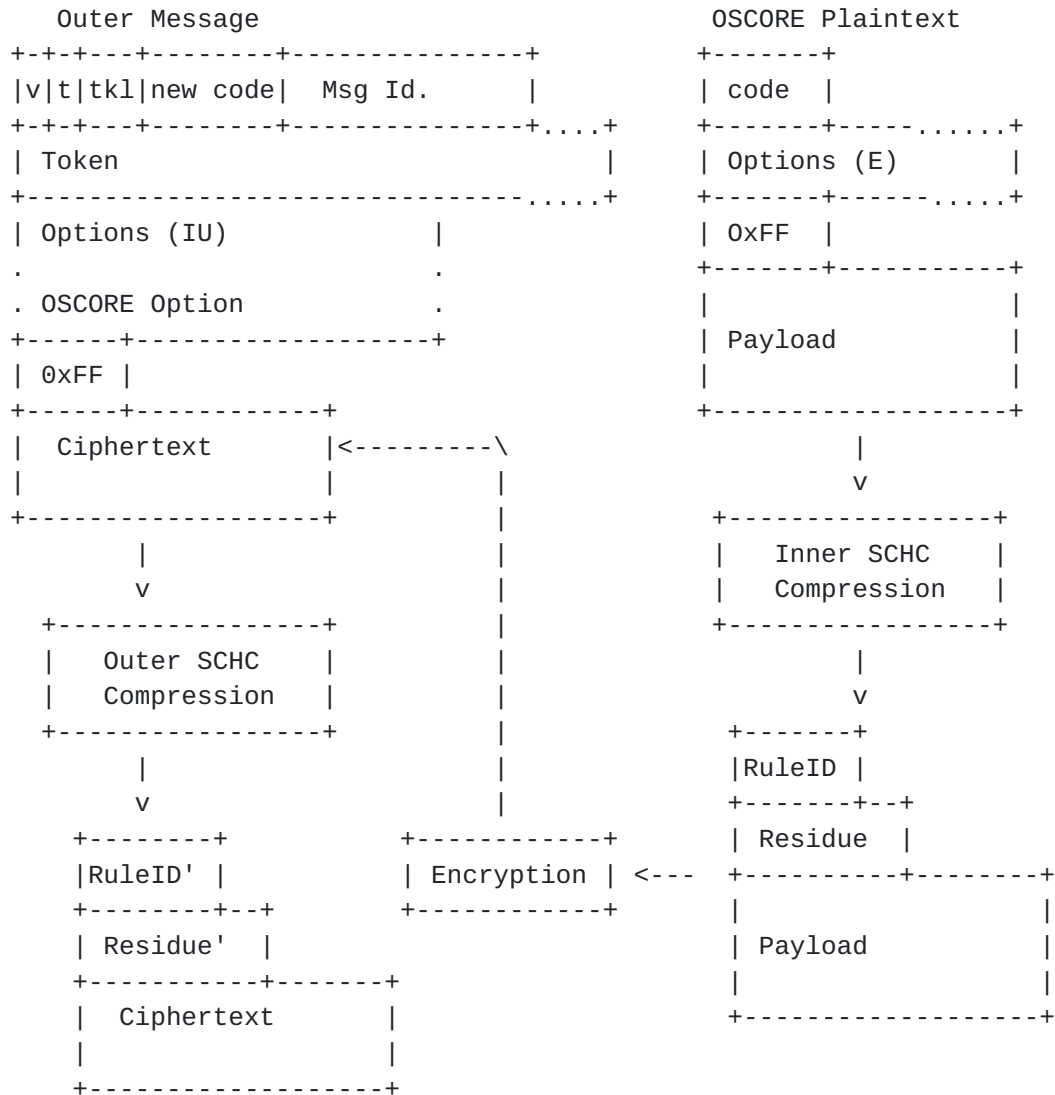 Outer Message OSCORE Plaintext
+-+-+---+--------+---------------+ +-------+
|v|t|tkl|new code| Msg Id. | | code |
+-+-+---+--------+---------------+....+ +-------+-----......+
| Token | | Options (E) |
+--------------------------------.....+ +-------+------.....+
| Options (IU) | | OxFF |
. . +-------+-----------+
. OSCORE Option . | |
+------+-------------------+ | Payload |
| 0xFF | | |
+------+------------+ +-------------------+
| Ciphertext |<---------\ |
| | | v
+-------------------+ | +-----------------+
| | | Inner SCHC |
v | | Compression |
+-----------------+ | +-----------------+
| Outer SCHC | | |
| Compression | | v
+-----------------+ | +-------+
| | |RuleID |
v | +-------+--+
+--------+ +------------+ | Residue |
|RuleID' | | Encryption | <--- +----------+--------+
+--------+--+ +------------+ | |
| Residue' | | Payload |
+-----------+-------+ | |
| Ciphertext | +-------------------+
| |
+-------------------+